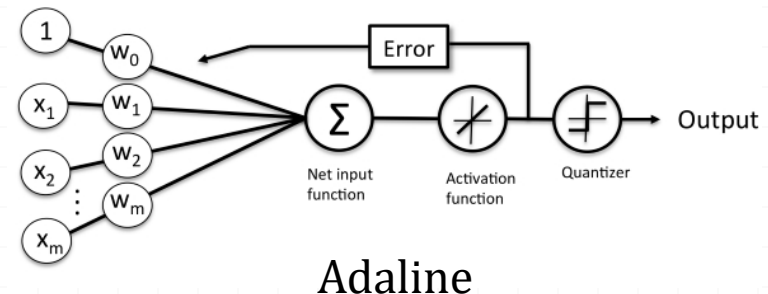 1
w₀
Error
x₁
w₁
Σ
Output
x₂
w₂
Net input
function
Activation
function
Quantizer
⋮
wₘ
xₘ
Adaline